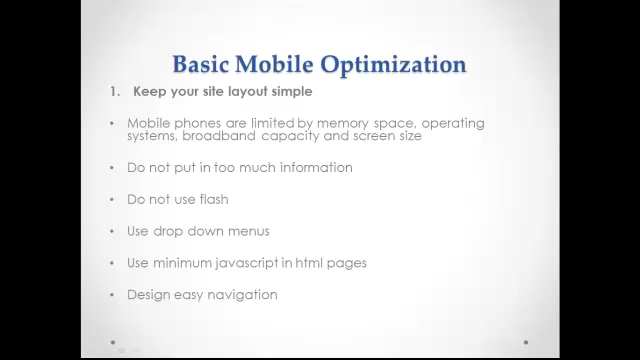 Basic Mobile Optimization
1. Keep your site layout simple
• Mobile phones are limited by memory space, operating
systems, broadband capacity and screen size
• Do not put in too much information
• Do not use flash
• Use drop down menus
• Use minimum javascript in html pages
• Design easy navigation